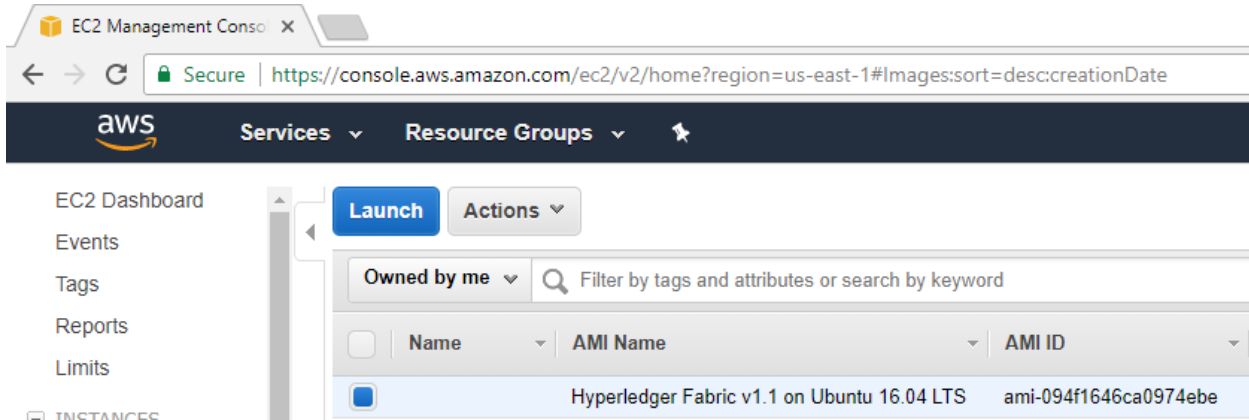 EC2 Management Consol
Secure https://console.aws.amazon.com/ec2/v2/home?region=us-east-1#Images:sort=desc:creationDate
aws Services Resource Groups
EC2 Dashboard
Events
Tags
Reports
Limits
INSTANCES
Launch Actions
Owned by me Filter by tags and attributes or search by keyword
Name AMI Name AMI ID
Hyperledger Fabric v1.1 on Ubuntu 16.04 LTS ami-094f1646ca0974ebe